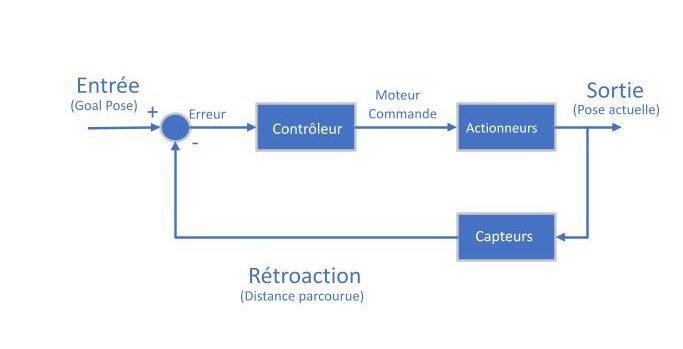 Entrée
(Goal Pose)
+
Erreur
-
Contrôleur
Moteur
Commande
Actionneurs
Sortie
(Pose actuelle)
Capteurs
Rétroaction
(Distance parcourue)